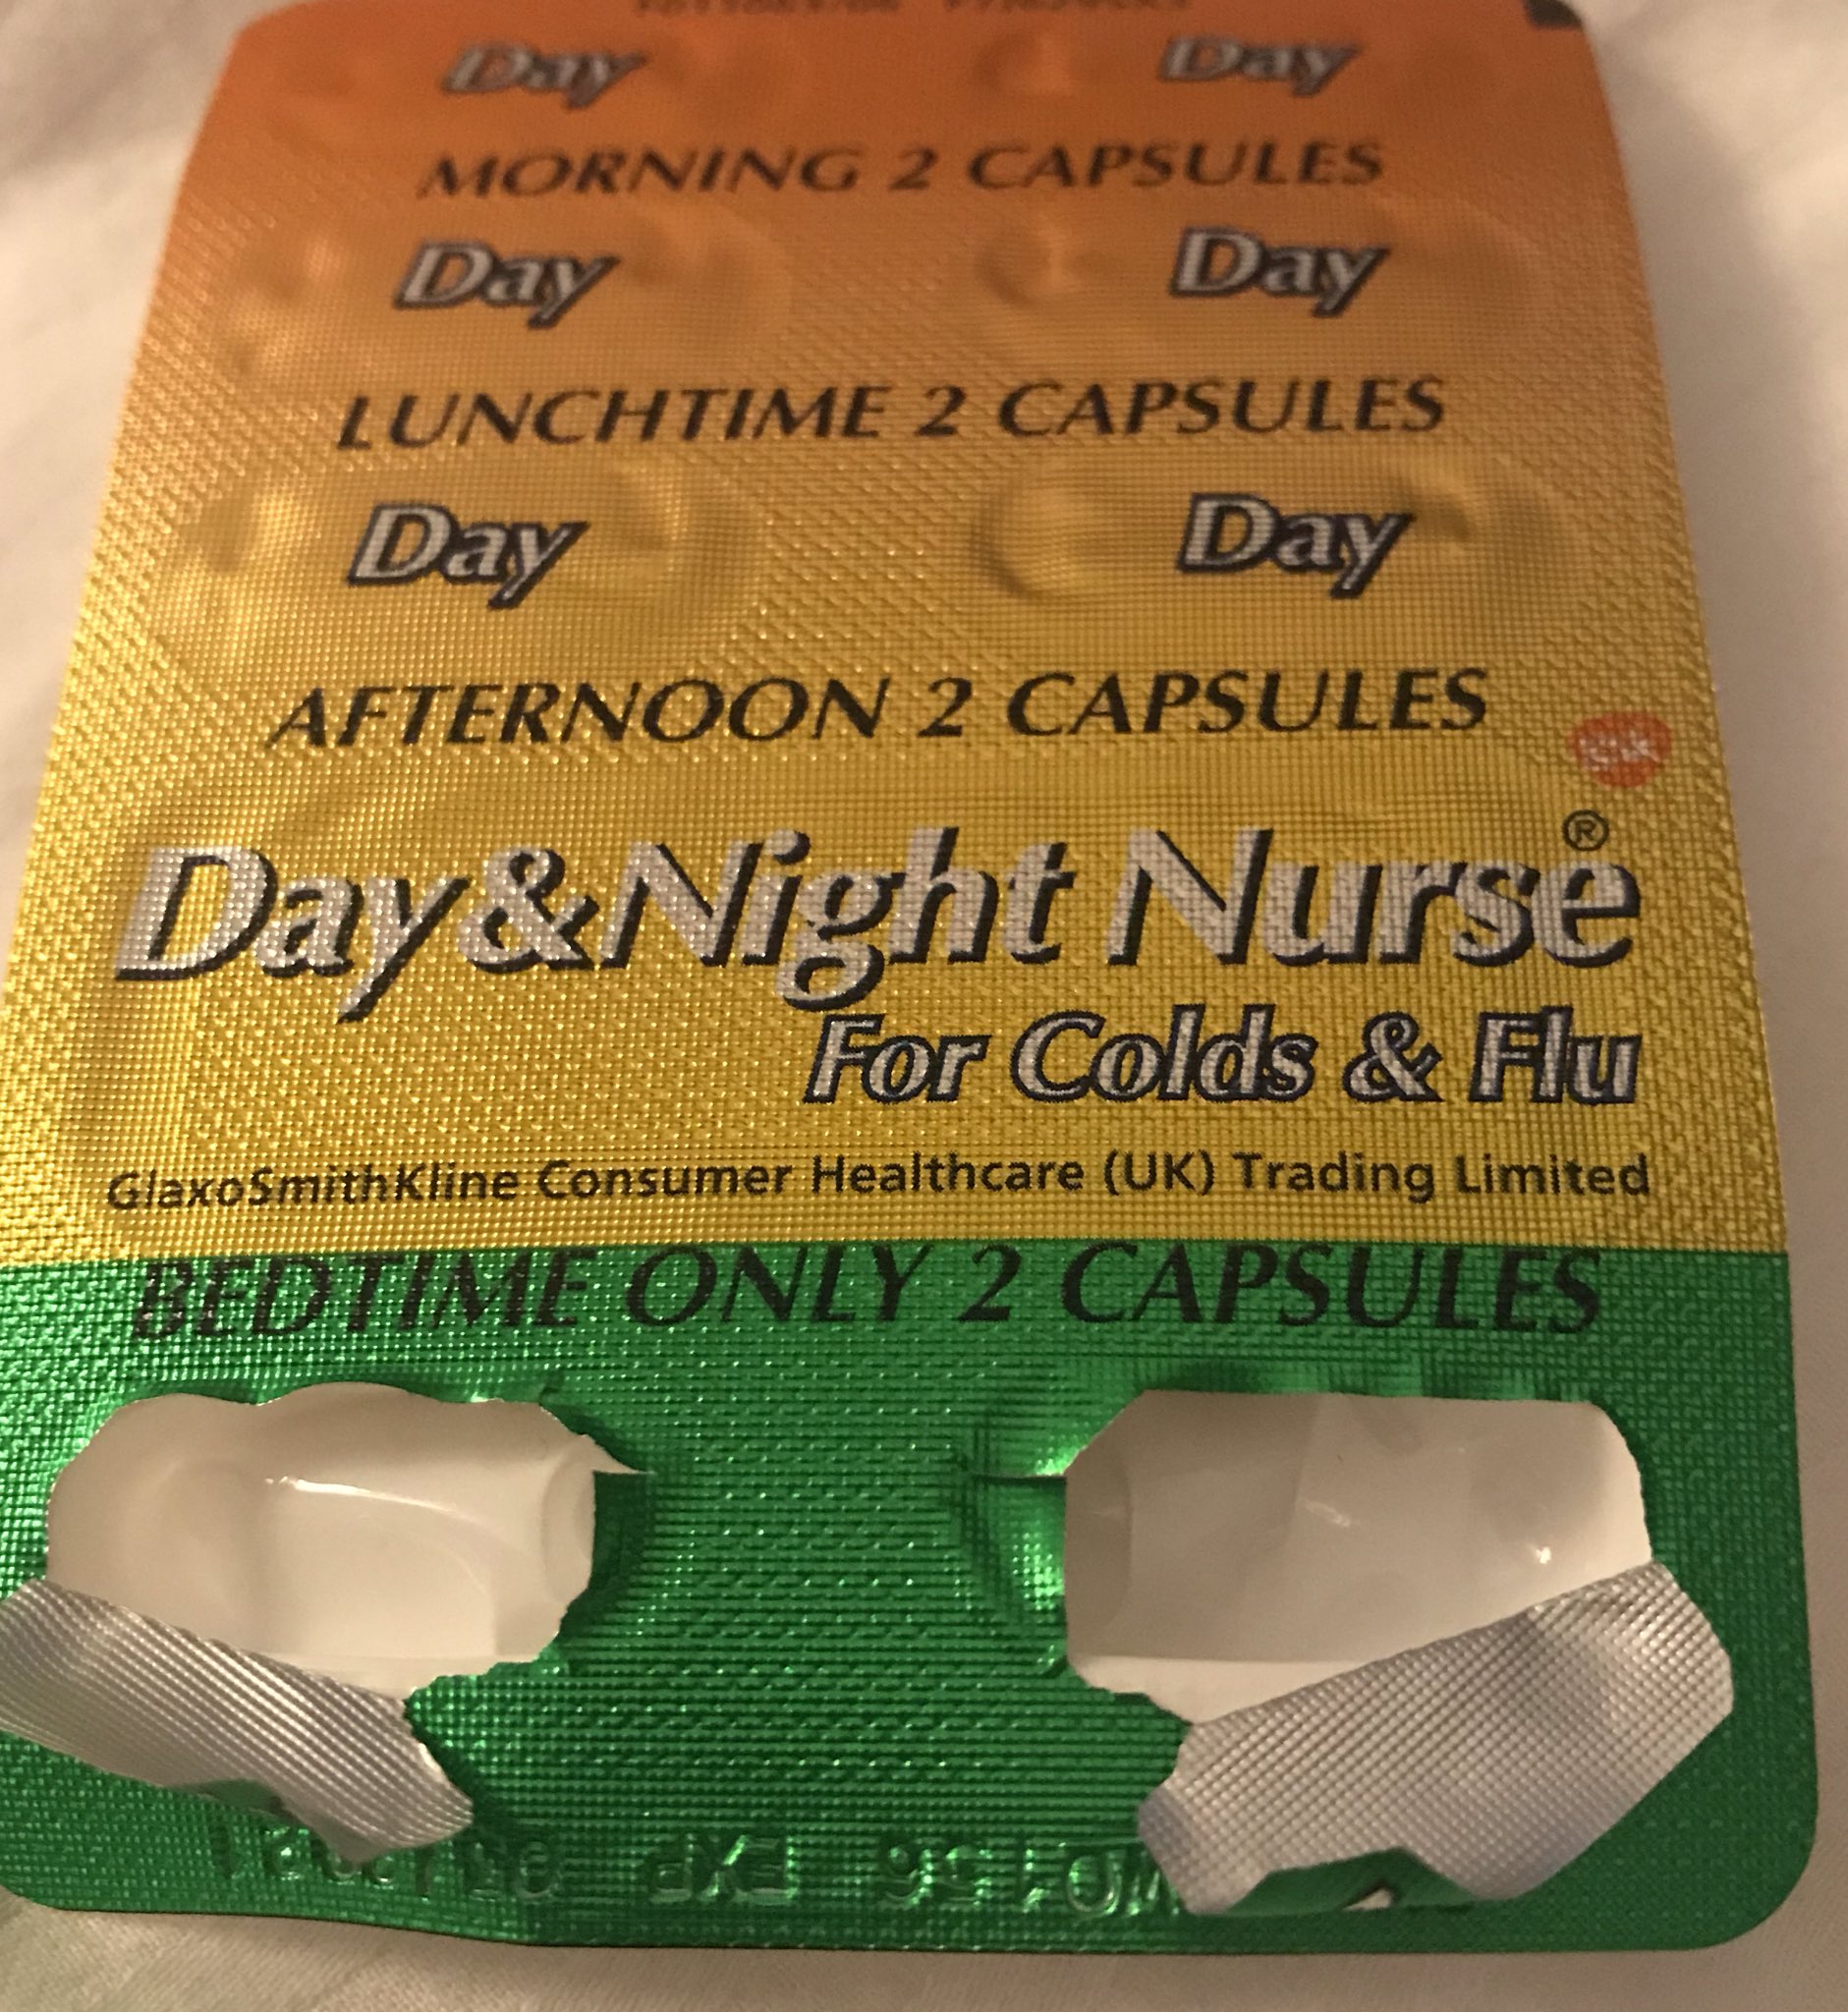 Day Day
MORNING 2 CAPSULES
Day Day
LUNCHTIME 2 CAPSULES
Day Day
AFTERNOON 2 CAPSULES
gsk
Day & Night Nurse®
For Colds & Flu
GlaxoSmithKline Consumer Healthcare (UK) Trading Limited
BEDTIME ONLY 2 CAPSULES
EXP